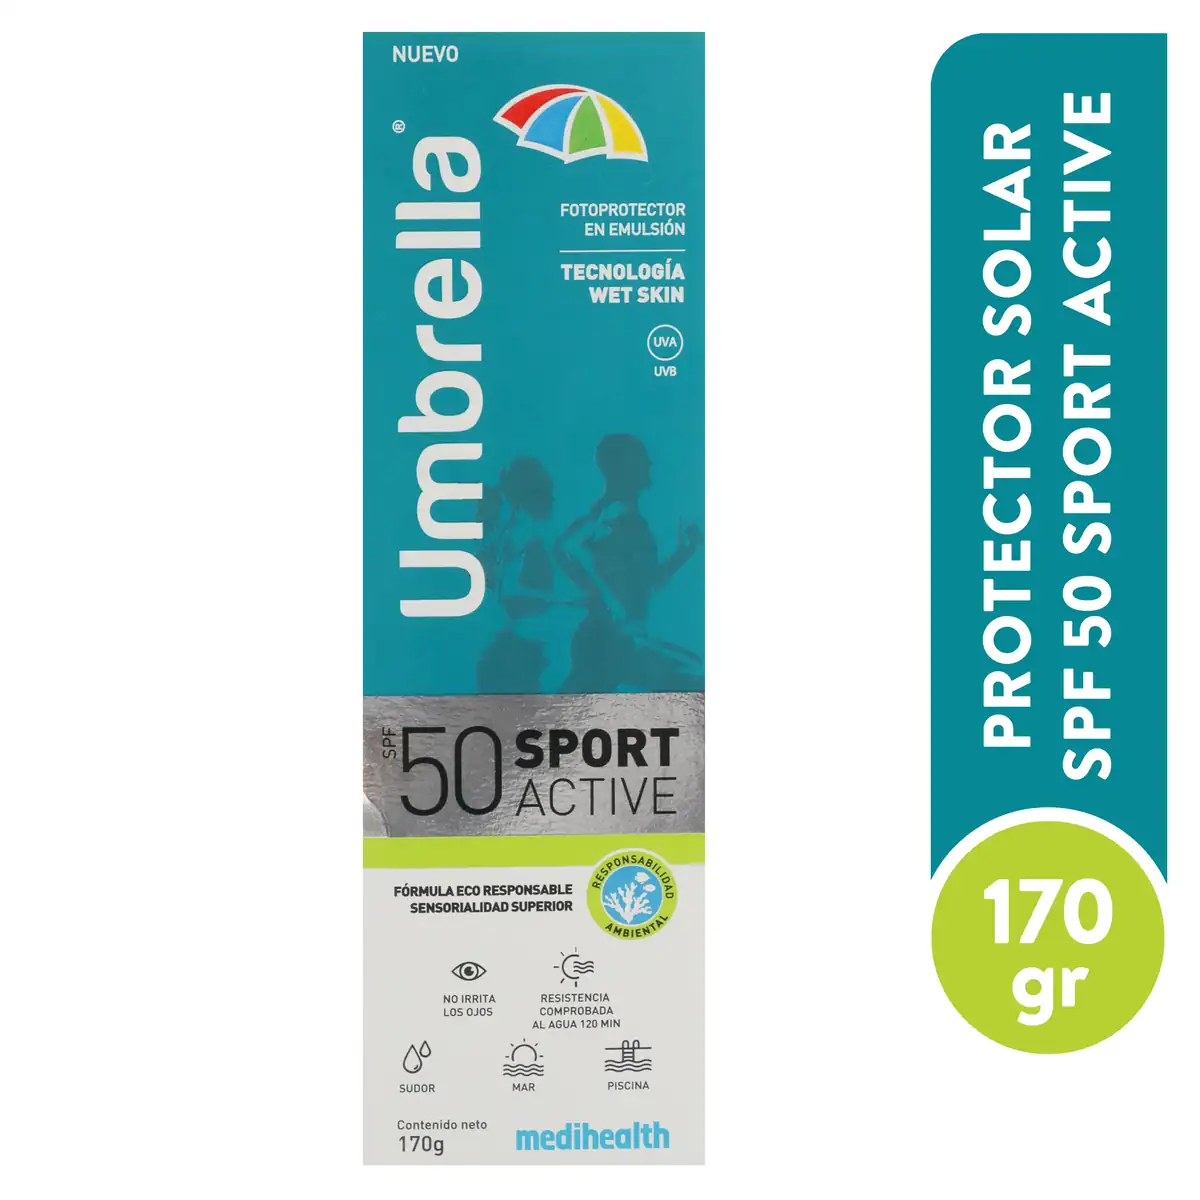 NUEVO
Umbrella®
FOTOPROTECTOR
EN EMULSIÓN
TECNOLOGÍA
WET SKIN
UVA
UVB
SPF
50 SPORT
ACTIVE
FÓRMULA ECO RESPONSABLE
SENSORIALIDAD SUPERIOR
RESPONSABILIDAD
AMBIENTAL
NO IRRITA
LOS OJOS
RESISTENCIA
COMPROBADA
AL AGUA 120 MIN
SUDOR
MAR
PISCINA
Contenido neto
170g
medihealth
PROTECTOR SOLAR
SPF 50 SPORT ACTIVE
170
gr